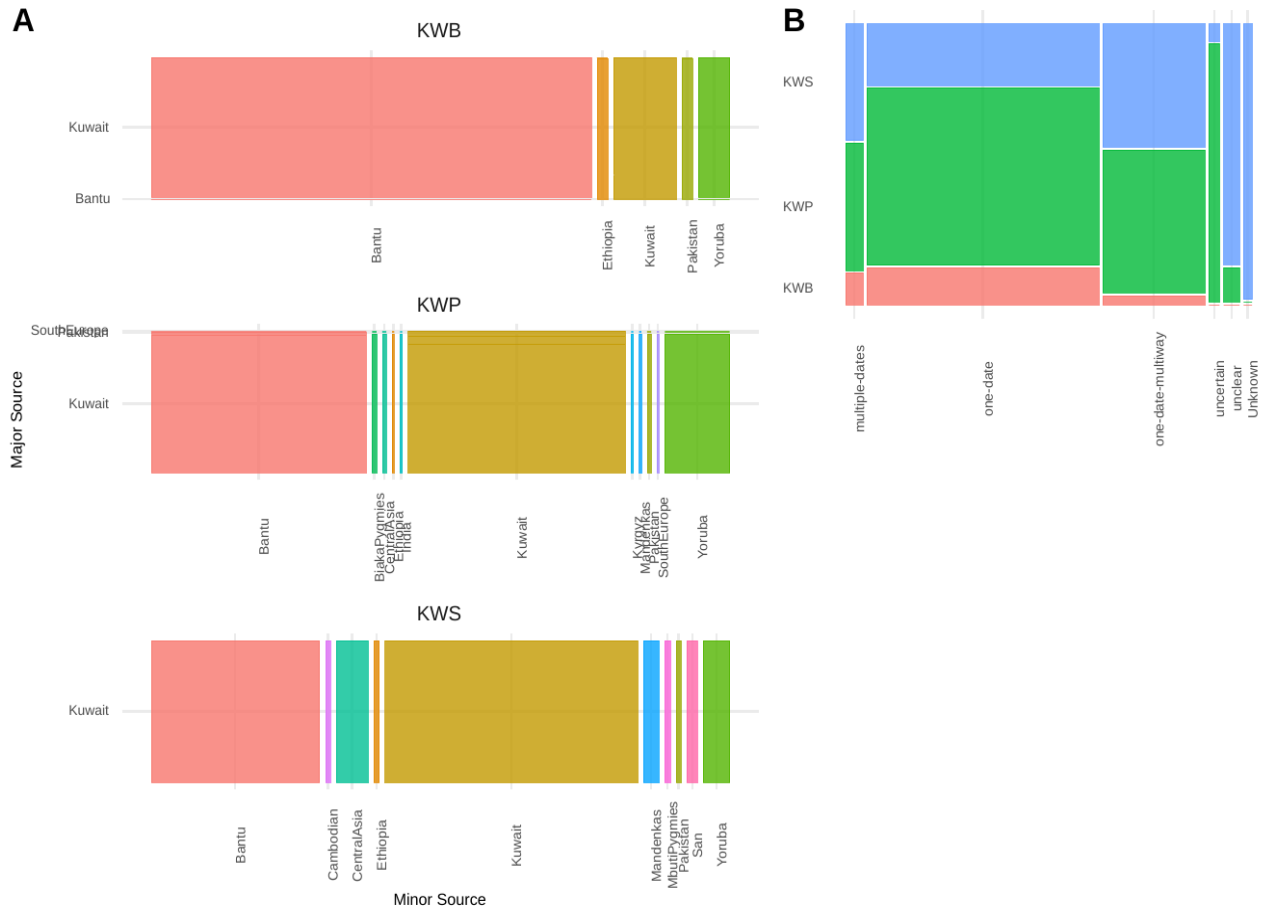 A
KWB
Kuwait
Bantu
Bantu
Ethiopia
Kuwait
Pakistan
Yoruba
KWP
SouthEurope
Pakistan
Kuwait
Major Source
Bantu
BiakaPygmies
CentralAsia
Ethiopia
India
Kuwait
Kyrgyz
Mandenkas
Pakistan
SouthEurope
Yoruba
KWS
Kuwait
Bantu
Cambodian
CentralAsia
Ethiopia
Kuwait
Mandenkas
MbutiPygmies
Pakistan
San
Yoruba
Minor Source
B
KWS
KWP
KWB
multiple-dates
one-date
one-date-multiway
uncertain
unclear
Unknown